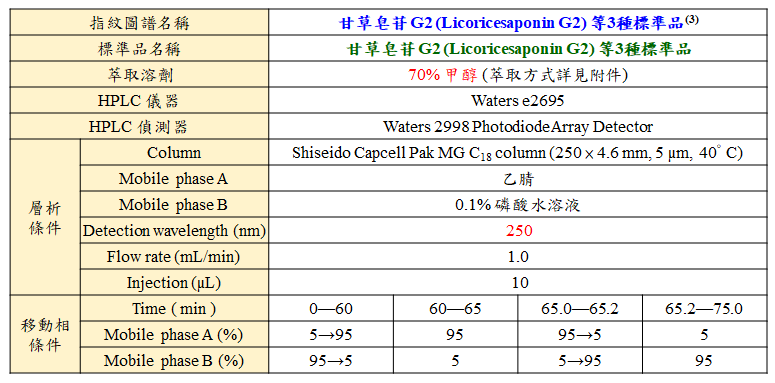 指紋圖譜名稱 甘草皂苷 G2 (Licoricesaponin G2) 等3種標準品(3)
標準品名稱 甘草皂苷 G2 (Licoricesaponin G2) 等3種標準品
萃取溶劑 70% 甲醇 (萃取方式詳見附件)
HPLC 儀器 Waters e2695
HPLC 偵測器 Waters 2998 Photodiode Array Detector
層析條件 Column Shiseido Capcell Pak MG C18 column (250 x 4.6 mm, 5 μm, 40° C)
Mobile phase A 乙腈
Mobile phase B 0.1% 磷酸水溶液
Detection wavelength (nm) 250
Flow rate (mL/min) 1.0
Injection (μL) 10
移動相條件 Time ( min ) 0—60 60—65 65.0—65.2 65.2—75.0
Mobile phase A (%) 5→95 95 95→5 5
Mobile phase B (%) 95→5 5 5→95 95